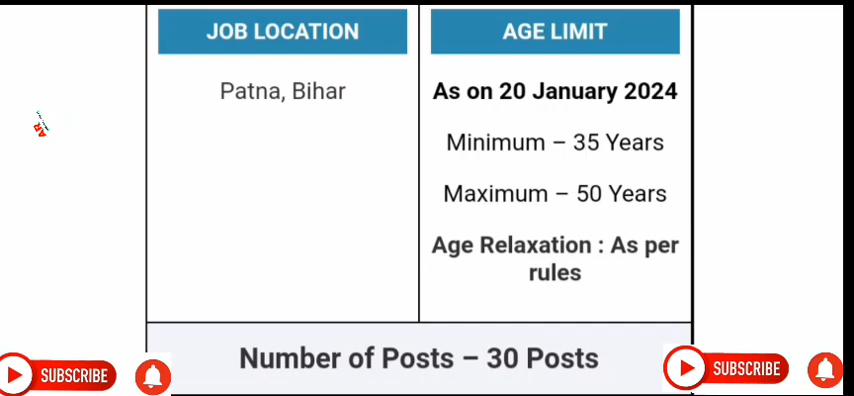 JOB LOCATION
AGE LIMIT
Patna, Bihar
As on 20 January 2024
Minimum – 35 Years
Maximum – 50 Years
Age Relaxation : As per
rules
Number of Posts – 30 Posts
SUBSCRIBE
SUBSCRIBE